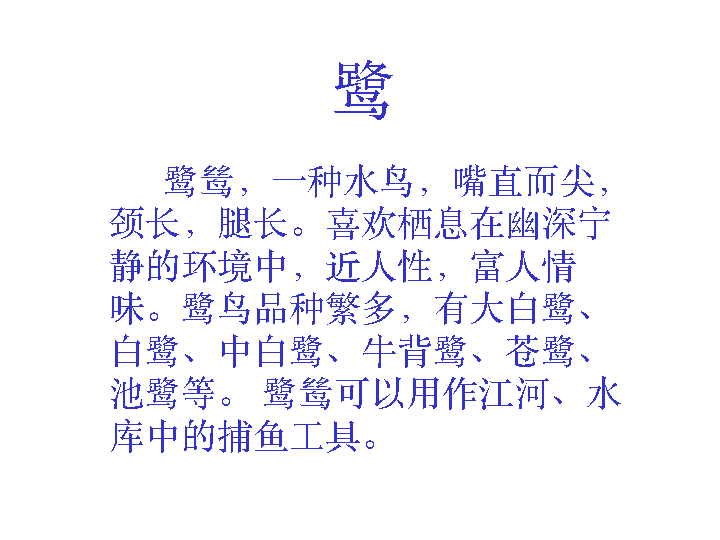 鹭
鹭鸶，一种水鸟，嘴直而尖，
颈长，腿长。喜欢栖息在幽深宁
静的环境中，近人性，富人情
味。鹭鸟品种繁多，有大白鹭、
白鹭、中白鹭、牛背鹭、苍鹭、
池鹭等。 鹭鸶可以用作江河、水
库中的捕鱼工具。